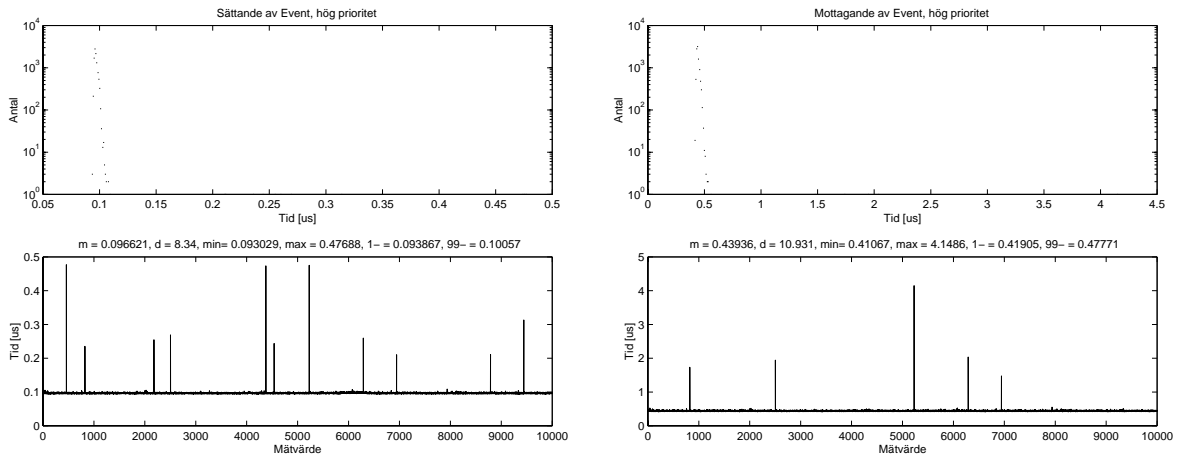 Sättande av Event, hög prioritet
10^4
10^3
10^2
10^1
10^0
Antal
0.05 0.1 0.15 0.2 0.25 0.3 0.35 0.4 0.45 0.5
Tid [us]
m = 0.096621, d = 8.34, min= 0.093029, max = 0.47688, 1− = 0.093867, 99− = 0.10057
0.5
0.4
0.3
0.2
0.1
0
Tid [us]
0 1000 2000 3000 4000 5000 6000 7000 8000 9000 10000
Mätvärde
Mottagande av Event, hög prioritet
10^4
10^3
10^2
10^1
10^0
Antal
0 0.5 1 1.5 2 2.5 3 3.5 4 4.5
Tid [us]
m = 0.43936, d = 10.931, min= 0.41067, max = 4.1486, 1− = 0.41905, 99− = 0.47771
5
4
3
2
1
0
Tid [us]
0 1000 2000 3000 4000 5000 6000 7000 8000 9000 10000
Mätvärde